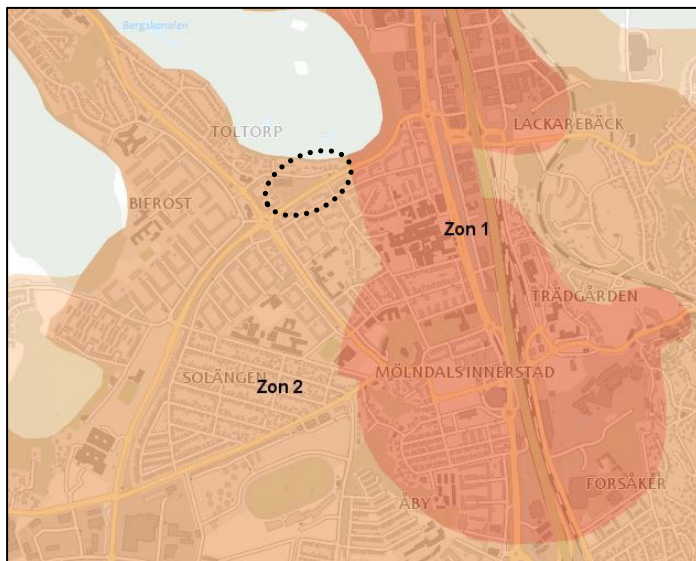 Bergskanalen
TOLTORP
LACKAREBÄCK
BIFROST
Zon 1
TRÄDGÅRDEN
MÖLNDALS INNERSTAD
SOLÄNGEN
Zon 2
FORSÅKER
ÅBY